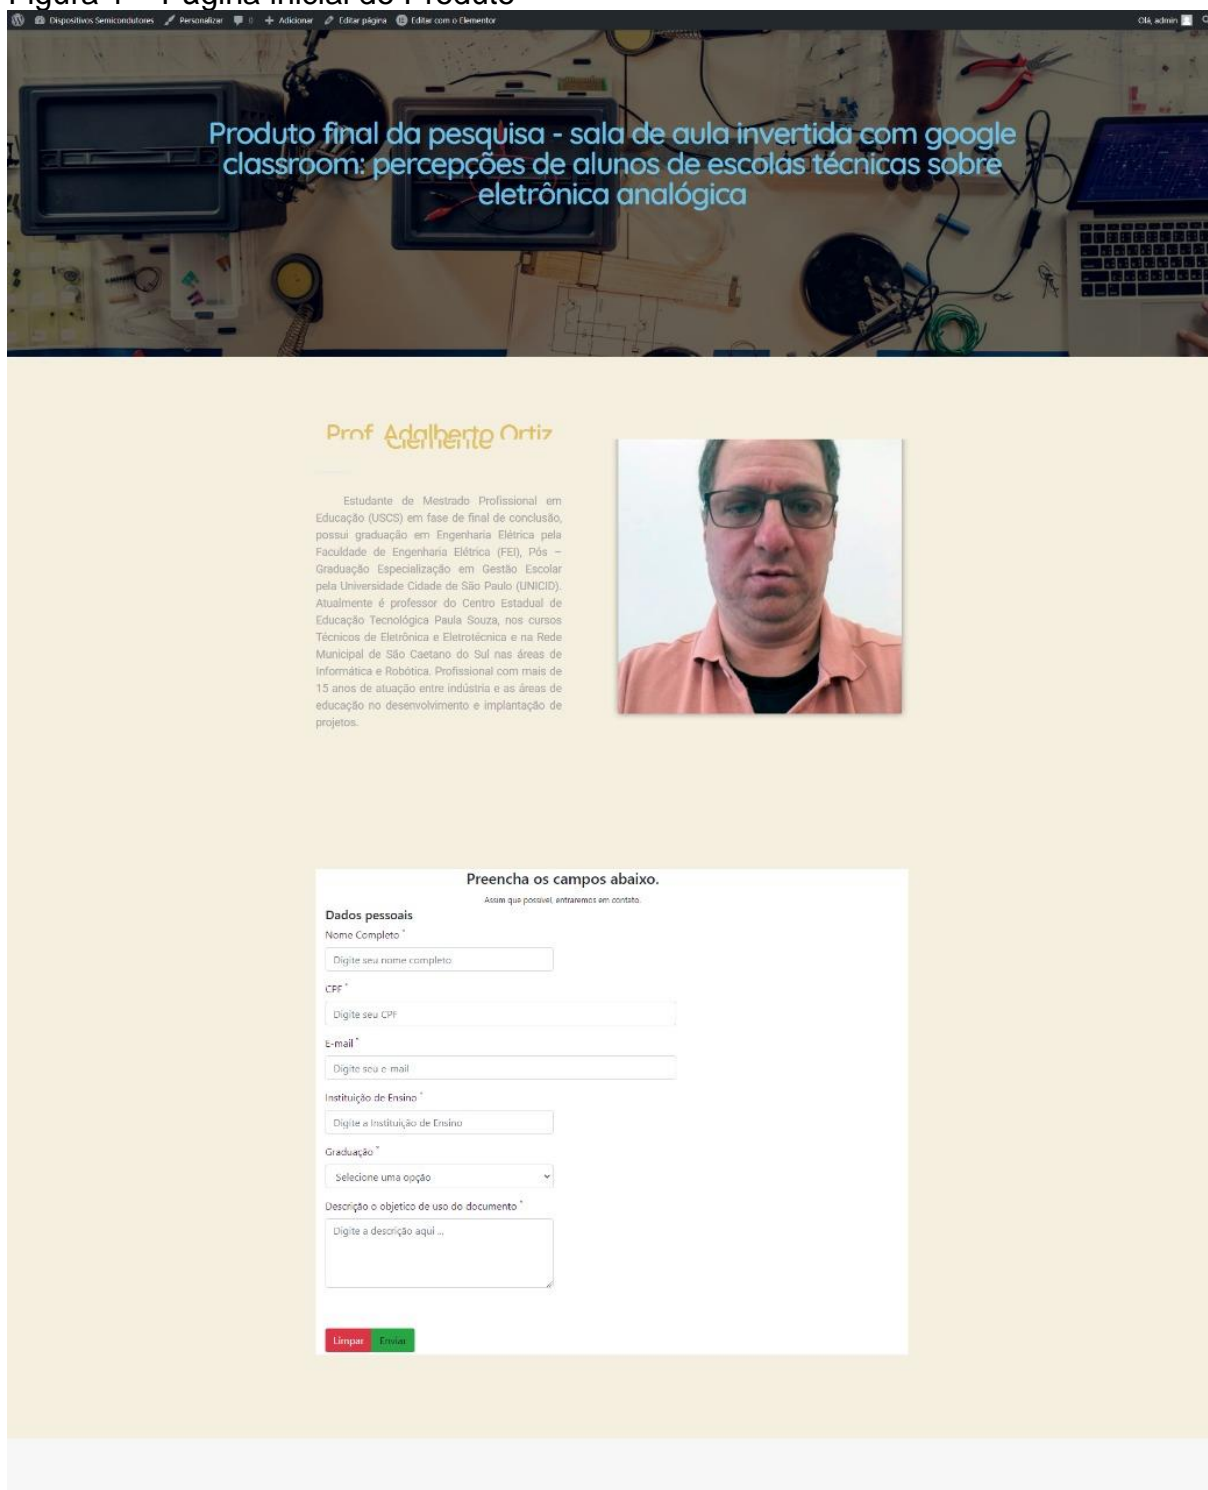 Figura 1 – Página inicial do Produto
Dispositivos Semicondutores Personalizar 0 + Adicionar Editar página Editar com o Elementor Olá, admin
Produto final da pesquisa - sala de aula invertida com google
classroom: percepções de alunos de escolas técnicas sobre
eletrônica analógica
Prof Adalberto Ortiz
Clemente
Estudante de Mestrado Profissional em
Educação (USCS) em fase de final de conclusão,
possui graduação em Engenharia Elétrica pela
Faculdade de Engenharia Elétrica (FEI), Pós –
Graduação Especialização em Gestão Escolar
pela Universidade Cidade de São Paulo (UNICID).
Atualmente é professor do Centro Estadual de
Educação Tecnológica Paula Souza, nos cursos
Técnicos de Eletrônica e Eletrotécnica e na Rede
Municipal de São Caetano do Sul nas áreas de
Informática e Robótica. Profissional com mais de
15 anos de atuação entre indústria e as áreas de
educação no desenvolvimento e implantação de
projetos.
Preencha os campos abaixo.
Assim que possível, entraremos em contato.
Dados pessoais
Nome Completo *
Digite seu nome completo
CPF *
Digite seu CPF
E-mail *
Digite seu e-mail
Instituição de Ensino *
Digite a Instituição de Ensino
Graduação *
Selecione uma opção
Descrição o objetico de uso do documento *
Digite a descrição aqui ...
Limpar Enviar